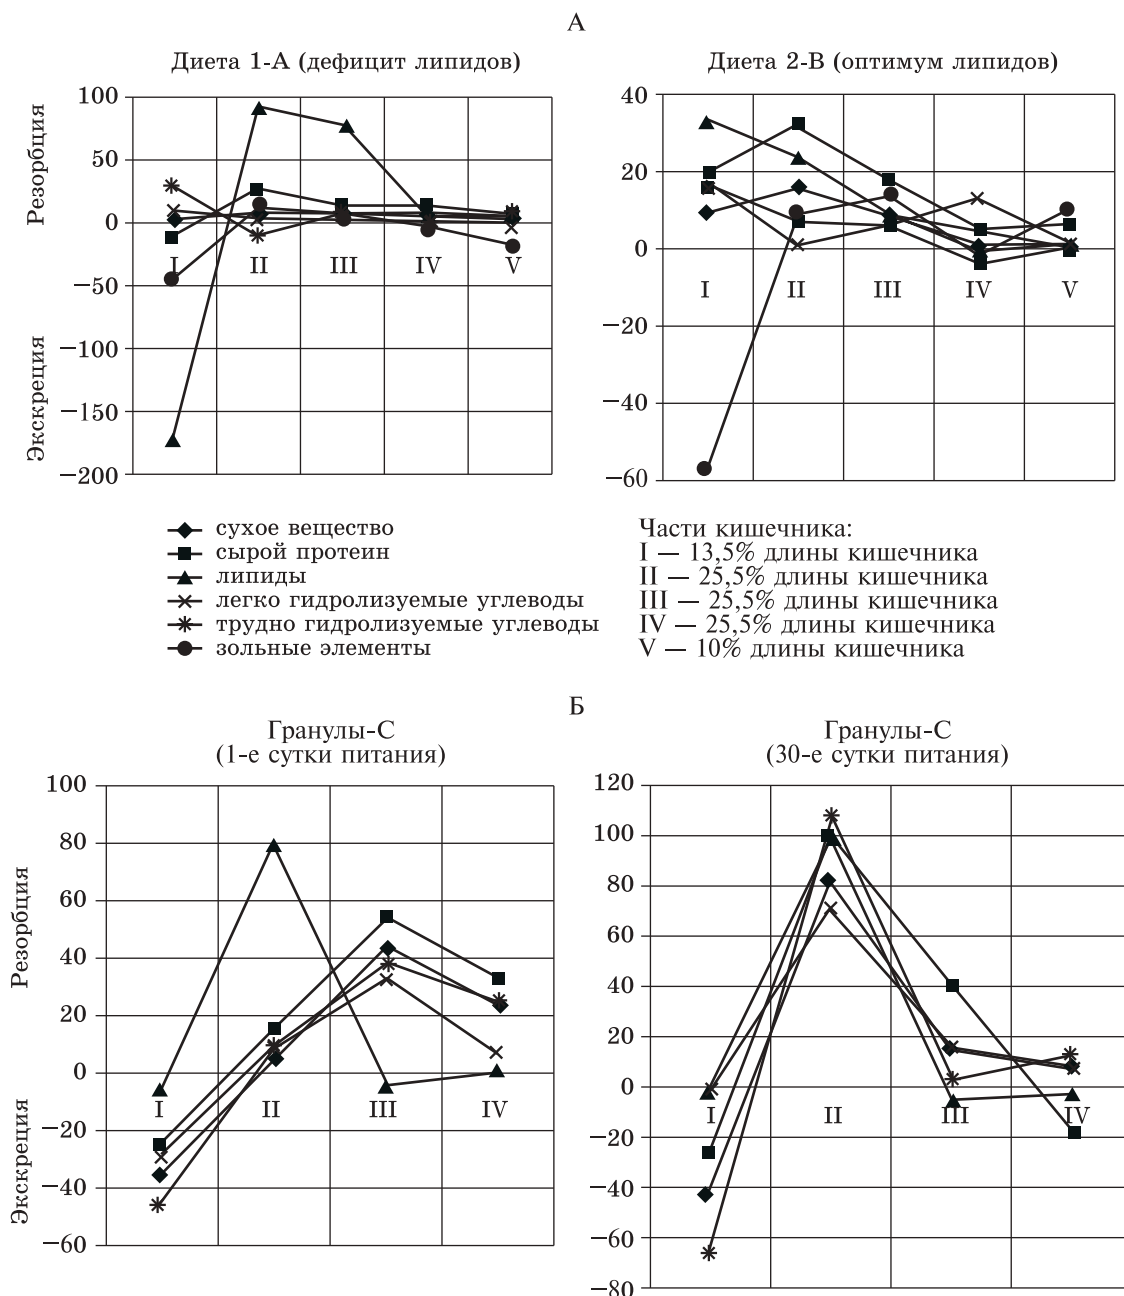 А
Диета 1-А (дефицит липидов)
Резорбция
Экскреция
100
50
0
−50
−100
−150
−200
I II III IV V
Диета 2-В (оптимум липидов)
40
20
0
−20
−40
−60
I II III IV V
сухое вещество
сырой протеин
липиды
легко гидролизуемые углеводы
трудно гидролизуемые углеводы
зольные элементы
Части кишечника:
I — 13,5% длины кишечника
II — 25,5% длины кишечника
III — 25,5% длины кишечника
IV — 25,5% длины кишечника
V — 10% длины кишечника
Б
Гранулы-С
(1-е сутки питания)
Резорбция
Экскреция
100
80
60
40
20
0
−20
−40
−60
I II III IV
Гранулы-С
(30-е сутки питания)
120
100
80
60
40
20
0
−20
−40
−60
−80
I II III IV